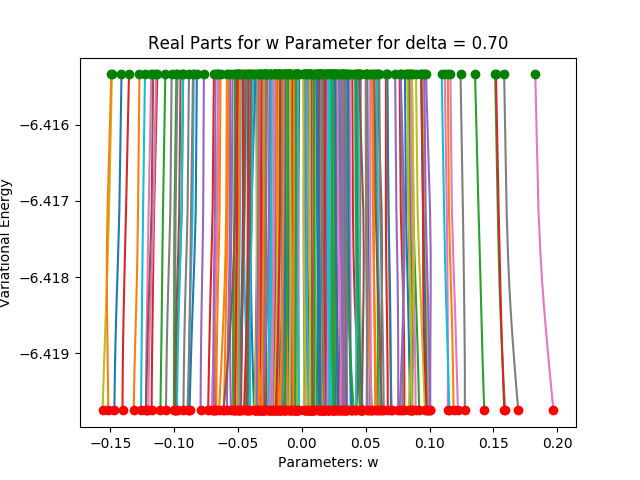 Real Parts for w Parameter for delta = 0.70
Variational Energy
−6.416
−6.417
−6.418
−6.419
−0.15 −0.10 −0.05 0.00 0.05 0.10 0.15 0.20
Parameters: w